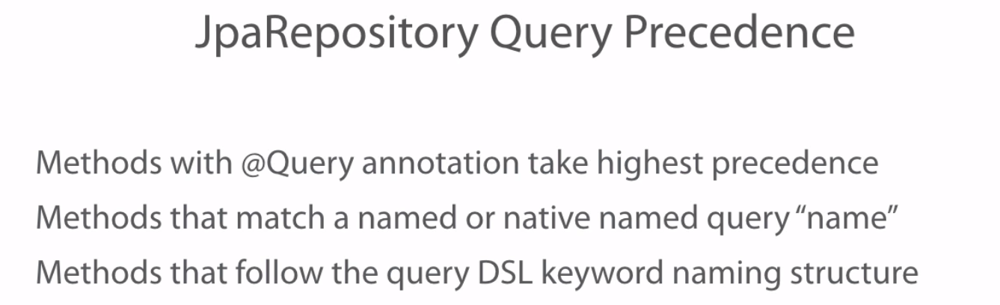 JpaRepository Query Precedence
Methods with @Query annotation take highest precedence
Methods that match a named or native named query “name”
Methods that follow the query DSL keyword naming structure